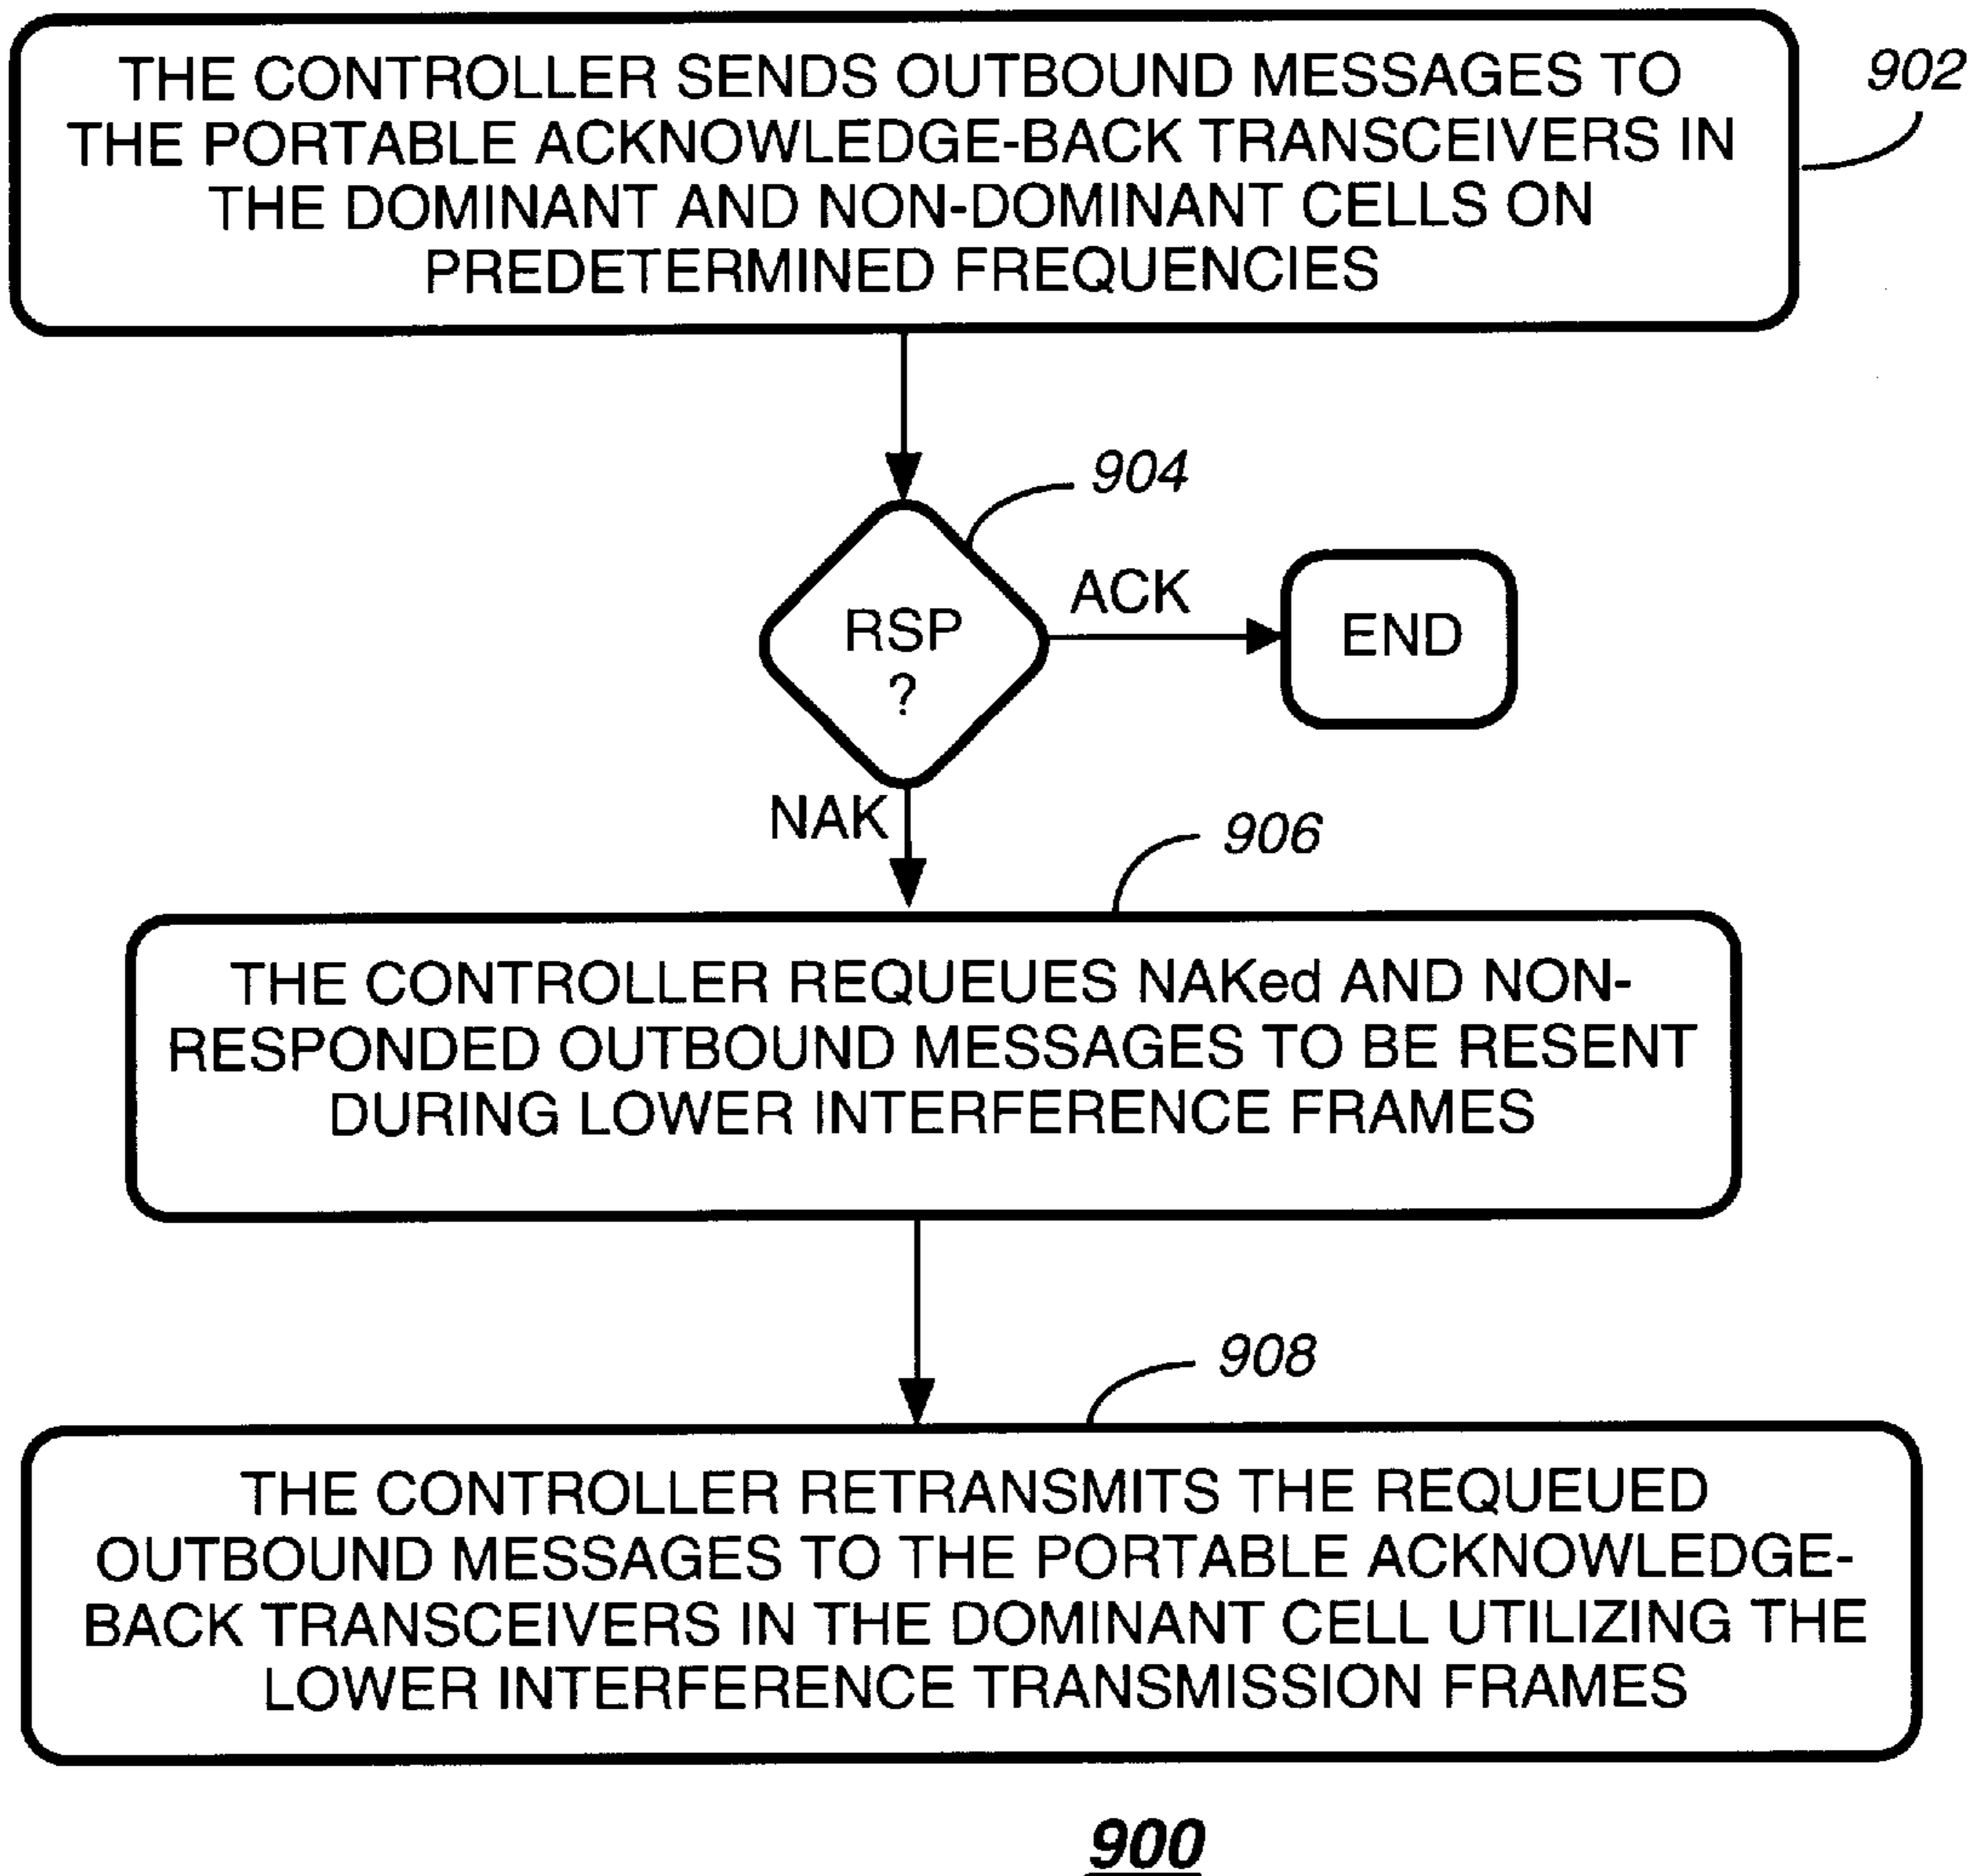 THE CONTROLLER SENDS OUTBOUND MESSAGES TO
THE PORTABLE ACKNOWLEDGE-BACK TRANSCEIVERS IN
THE DOMINANT AND NON-DOMINANT CELLS ON
PREDETERMINED FREQUENCIES
902
904
RSP
?
ACK
END
NAK
906
THE CONTROLLER REQUEUES NAKed AND NON-
RESPONDED OUTBOUND MESSAGES TO BE RESENT
DURING LOWER INTERFERENCE FRAMES
908
THE CONTROLLER RETRANSMITS THE REQUEUED
OUTBOUND MESSAGES TO THE PORTABLE ACKNOWLEDGE-
BACK TRANSCEIVERS IN THE DOMINANT CELL UTILIZING THE
LOWER INTERFERENCE TRANSMISSION FRAMES
900